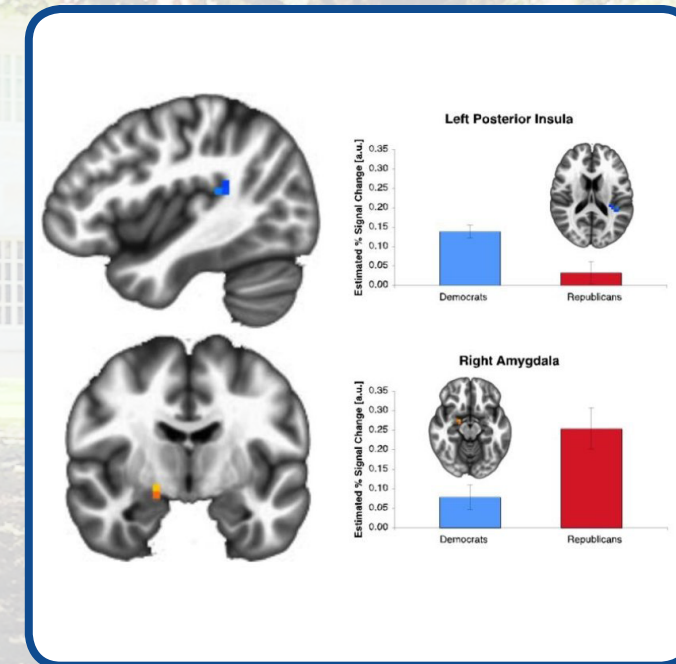 Left Posterior Insula
Estimated % Signal Change [a.u.]
0.35
0.30
0.25
0.20
0.15
0.10
0.05
0.00
Democrats
Republicans
Right Amygdala
Estimated % Signal Change [a.u.]
0.35
0.30
0.25
0.20
0.15
0.10
0.05
0.00
Democrats
Republicans